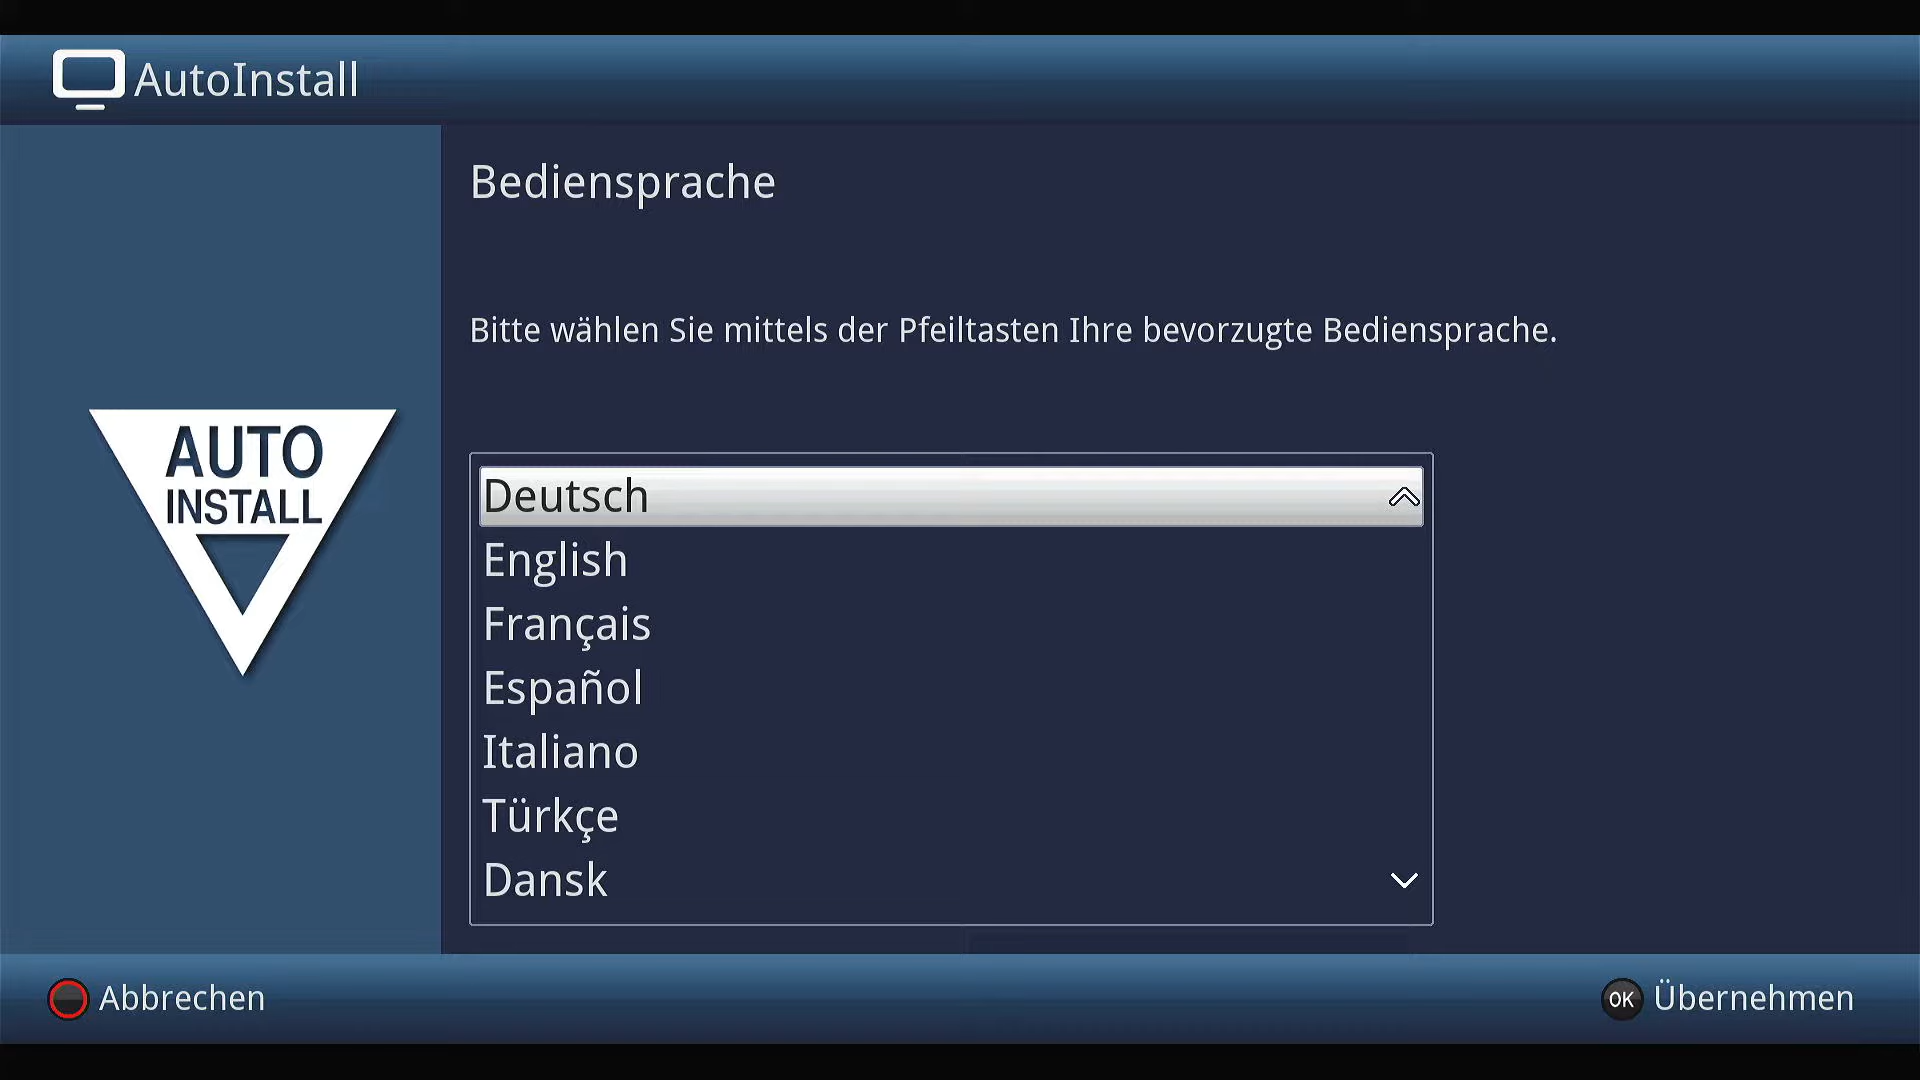 AutoInstall
Bediensprache
Bitte wählen Sie mittels der Pfeiltasten Ihre bevorzugte Bediensprache.
AUTO
INSTALL
Deutsch
English
Français
Español
Italiano
Türkçe
Dansk
Abbrechen
OK Übernehmen